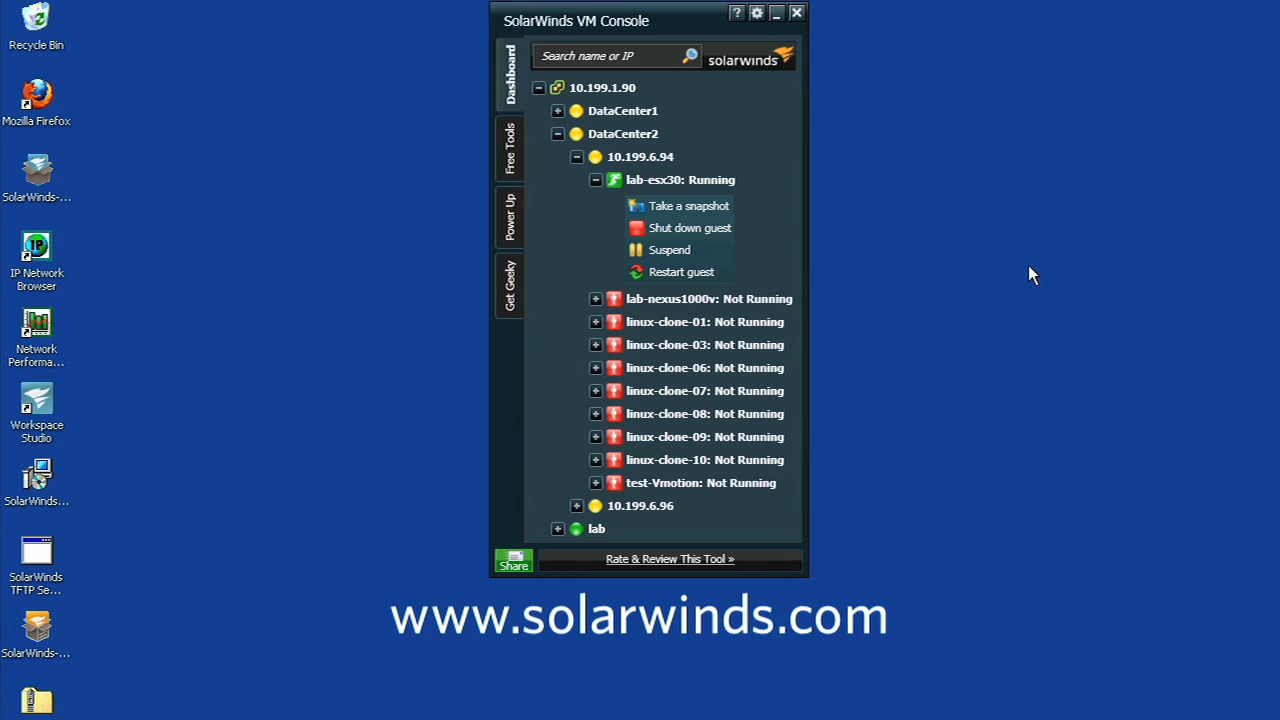 Recycle Bin
Mozilla Firefox
SolarWinds-...
IP Network
Browser
Network
Performa...
Workspace
Studio
SolarWinds...
SolarWinds
TFTP Se...
SolarWinds-...
SolarWinds VM Console
?
Dashboard
Free Tools
Power Up
Get Geeky
Search name or IP
solarwinds
10.199.1.90
DataCenter1
DataCenter2
10.199.6.94
lab-esx30: Running
Take a snapshot
Shut down guest
Suspend
Restart guest
lab-nexus1000v: Not Running
linux-clone-01: Not Running
linux-clone-03: Not Running
linux-clone-06: Not Running
linux-clone-07: Not Running
linux-clone-08: Not Running
linux-clone-09: Not Running
linux-clone-10: Not Running
test-Vmotion: Not Running
10.199.6.96
lab
Share
Rate & Review This Tool »
www.solarwinds.com
IP